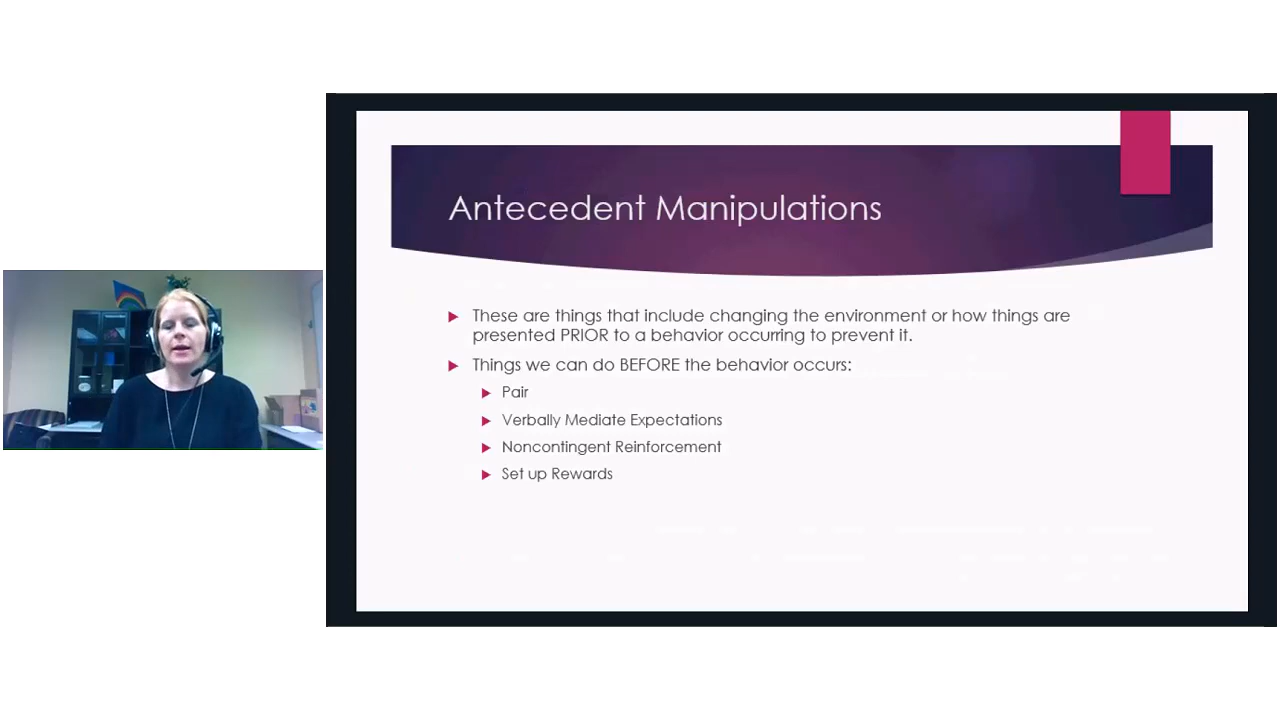 Antecedent Manipulations
These are things that include changing the environment or how things are
presented PRIOR to a behavior occurring to prevent it.
Things we can do BEFORE the behavior occurs:
Pair
Verbally Mediate Expectations
Noncontingent Reinforcement
Set up Rewards